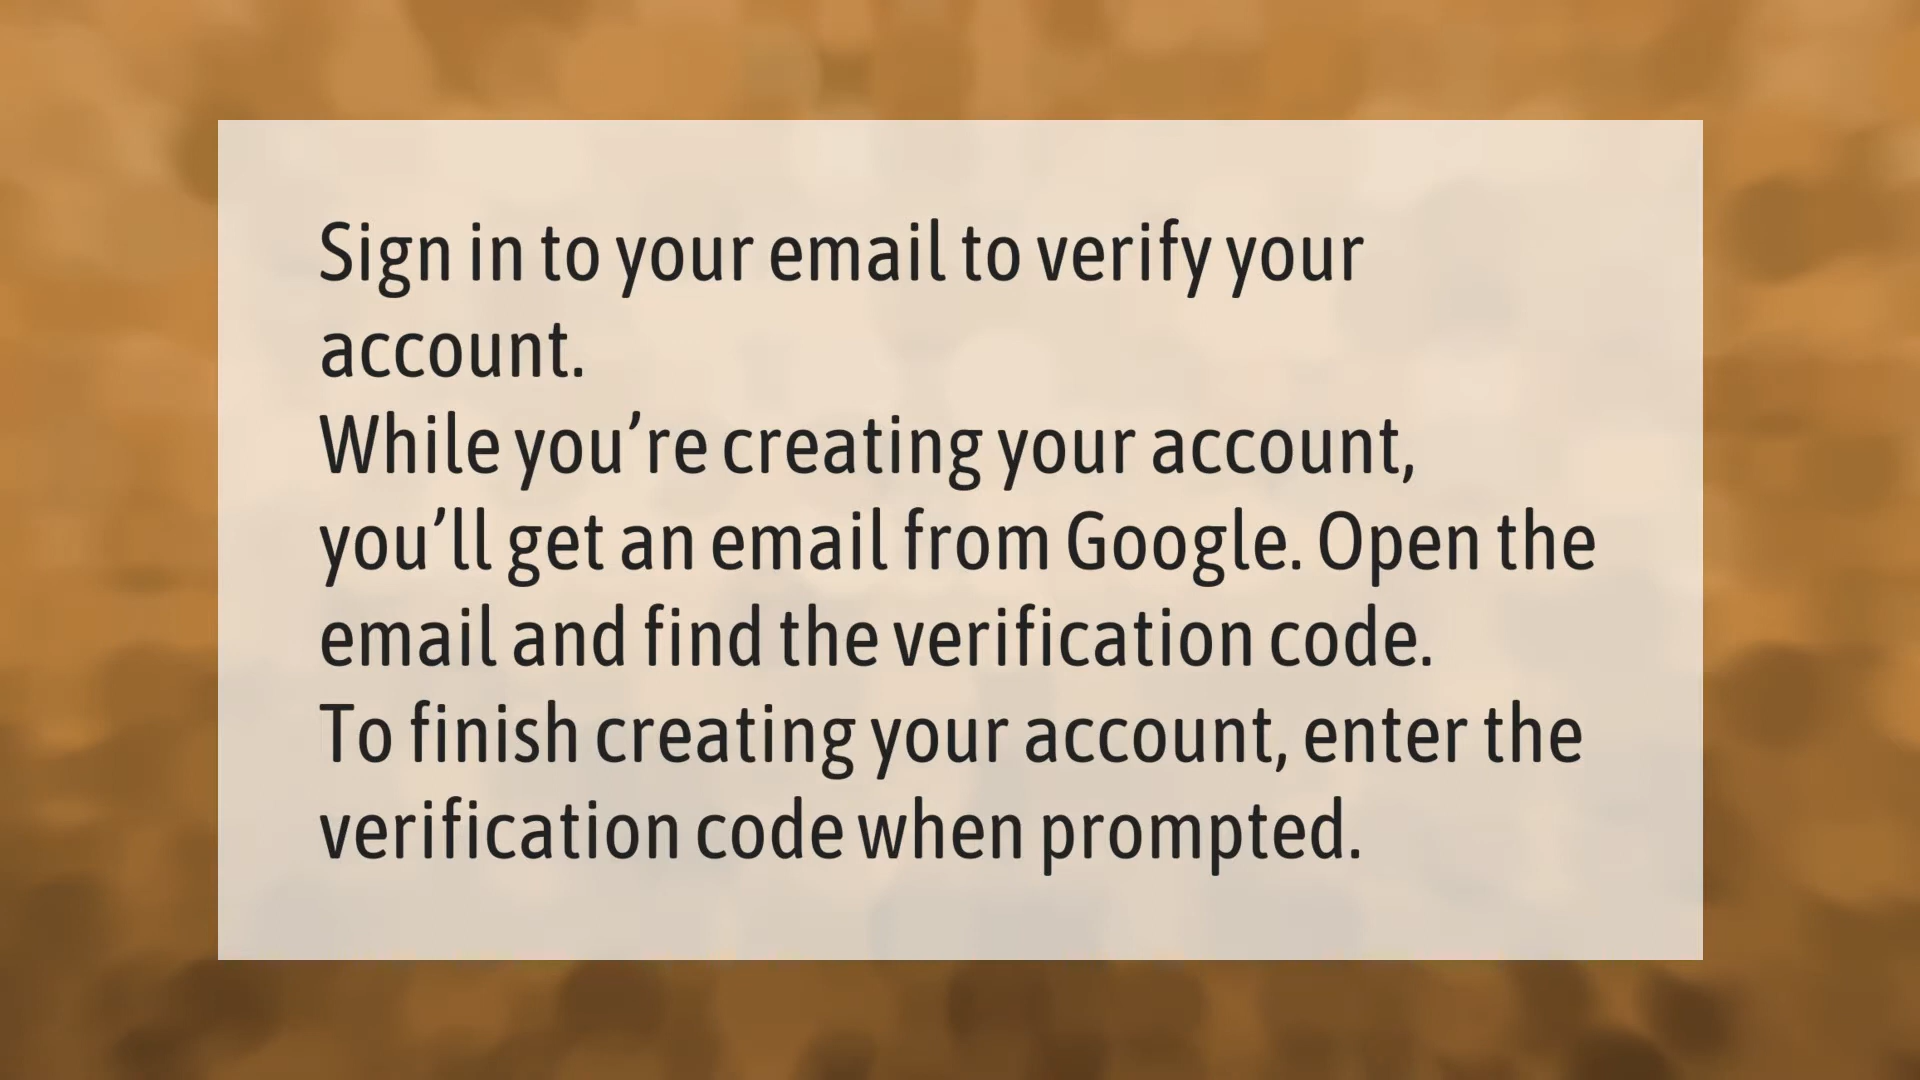 Sign in to your email to verify your
account.
While you’re creating your account,
you’ll get an email from Google. Open the
email and find the verification code.
To finish creating your account, enter the
verification code when prompted.